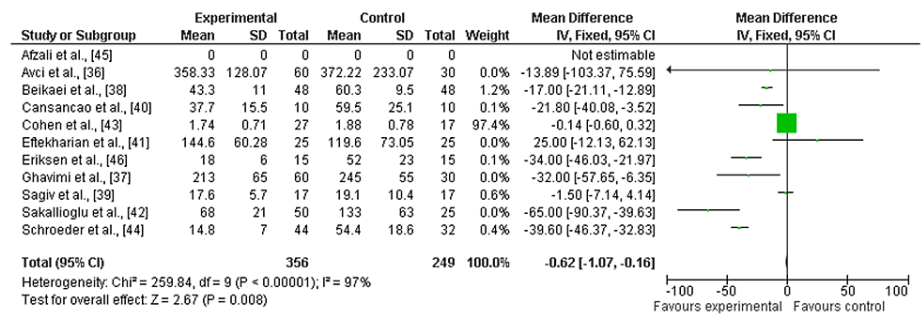 Experimental Control Mean Difference Mean Difference
Study or Subgroup Mean SD Total Mean SD Total Weight IV, Fixed, 95% CI IV, Fixed, 95% CI
Afzali et al., [45] 0 0 0 0 0 0 Not estimable
Avci et al., [36] 358.33 128.07 60 372.22 233.07 30 0.0% -13.89 [-103.37, 75.59]
Beikaei et al., [38] 43.3 11 48 60.3 9.5 48 1.2% -17.00 [-21.11, -12.89]
Cansancao et al., [40] 37.7 15.5 10 59.5 25.1 10 0.1% -21.80 [-40.08, -3.52]
Cohen et al., [43] 1.74 0.71 27 1.88 0.78 17 97.4% -0.14 [-0.60, 0.32]
Eftekharian et al., [41] 144.6 60.28 25 119.6 73.05 25 0.0% 25.00 [-12.13, 62.13]
Eriksen et al., [46] 18 6 15 52 23 15 0.1% -34.00 [-46.03, -21.97]
Ghavimi et al., [37] 213 65 60 245 55 30 0.0% -32.00 [-57.65, -6.35]
Sagiv et al., [39] 17.6 5.7 17 19.1 10.4 17 0.6% -1.50 [-7.14, 4.14]
Sakallioglu et al., [42] 68 21 50 133 63 25 0.0% -65.00 [-90.37, -39.63]
Schroeder et al., [44] 14.8 7 44 54.4 18.6 32 0.4% -39.60 [-46.37, -32.83]
Total (95% CI) 356 249 100.0% -0.62 [-1.07, -0.16]
Heterogeneity: Chi² = 259.84, df = 9 (P < 0.00001); I² = 97%
Test for overall effect: Z = 2.67 (P = 0.008)
-100 -50 0 50 100
Favours experimental Favours control